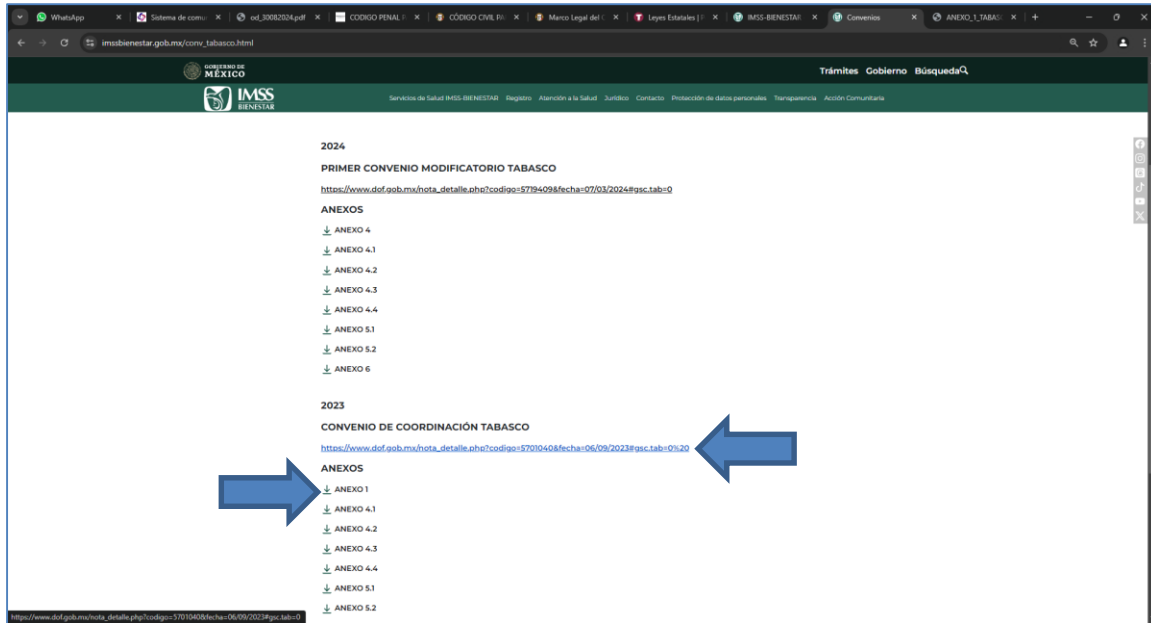 WhatsApp
Sistema de comu
od_30082024.pdf
CODIGO PENAL
CÓDIGO CIVIL
Marco Legal del
Leyes Estatales |
IMSS-BIENESTAR
Convenios
ANEXO_1_TABAS
imssbienestar.gob.mx/conv_tabasco.html
GOBIERNO DE
MÉXICO
Trámites Gobierno Búsqueda
IMSS
BIENESTAR
Servicios de Salud IMSS-BIENESTAR Registro Atención a la Salud Jurídico Contacto Protección de datos personales Transparencia Acción Comunitaria
2024
PRIMER CONVENIO MODIFICATORIO TABASCO
https://www.dof.gob.mx/nota_detalle.php?codigo=5719409&fecha=07/03/2024#gsc.tab=0
ANEXOS
ANEXO 4
ANEXO 4.1
ANEXO 4.2
ANEXO 4.3
ANEXO 4.4
ANEXO 5.1
ANEXO 5.2
ANEXO 6
2023
CONVENIO DE COORDINACIÓN TABASCO
https://www.dof.gob.mx/nota_detalle.php?codigo=5701040&fecha=06/09/2023#gsc.tab=0%20
ANEXOS
ANEXO 1
ANEXO 4.1
ANEXO 4.2
ANEXO 4.3
ANEXO 4.4
ANEXO 5.1
ANEXO 5.2
https://www.dof.gob.mx/nota_detalle.php?codigo=5701040&fecha=06/09/2023#gsc.tab=0